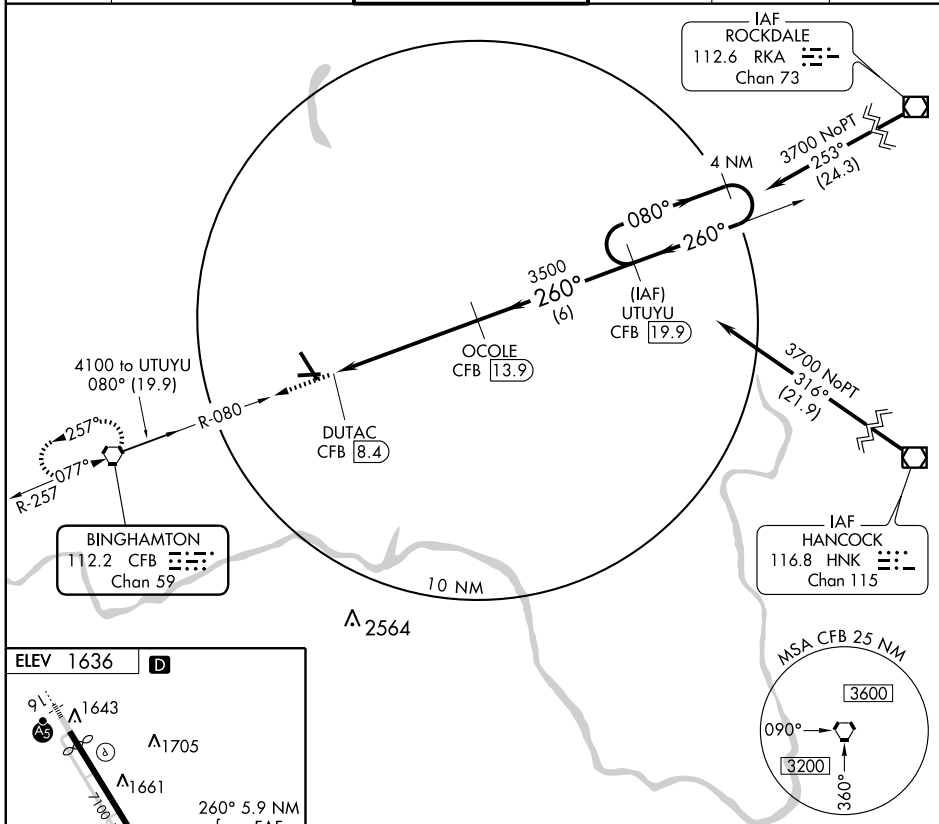 IAF
ROCKDALE
112.6 RKA
Chan 73
3700 NoPT
253°
(24.3)
4 NM
080°
260°
3500
260°
(6)
(IAF)
UTUYU
CFB 19.9
OCOLE
CFB 13.9
4100 to UTUYU
080° (19.9)
R-080
DUTAC
CFB 8.4
257°
077°
R-257
BINGHAMTON
112.2 CFB
Chan 59
3700 NoPT
316°
(21.9)
IAF
HANCOCK
116.8 HNK
Chan 115
10 NM
2564
MSA CFB 25 NM
3600
090°
3200
360°
ELEV 1636 D
16
A5
1643
P
1705
1661
7100
260° 5.9 NM